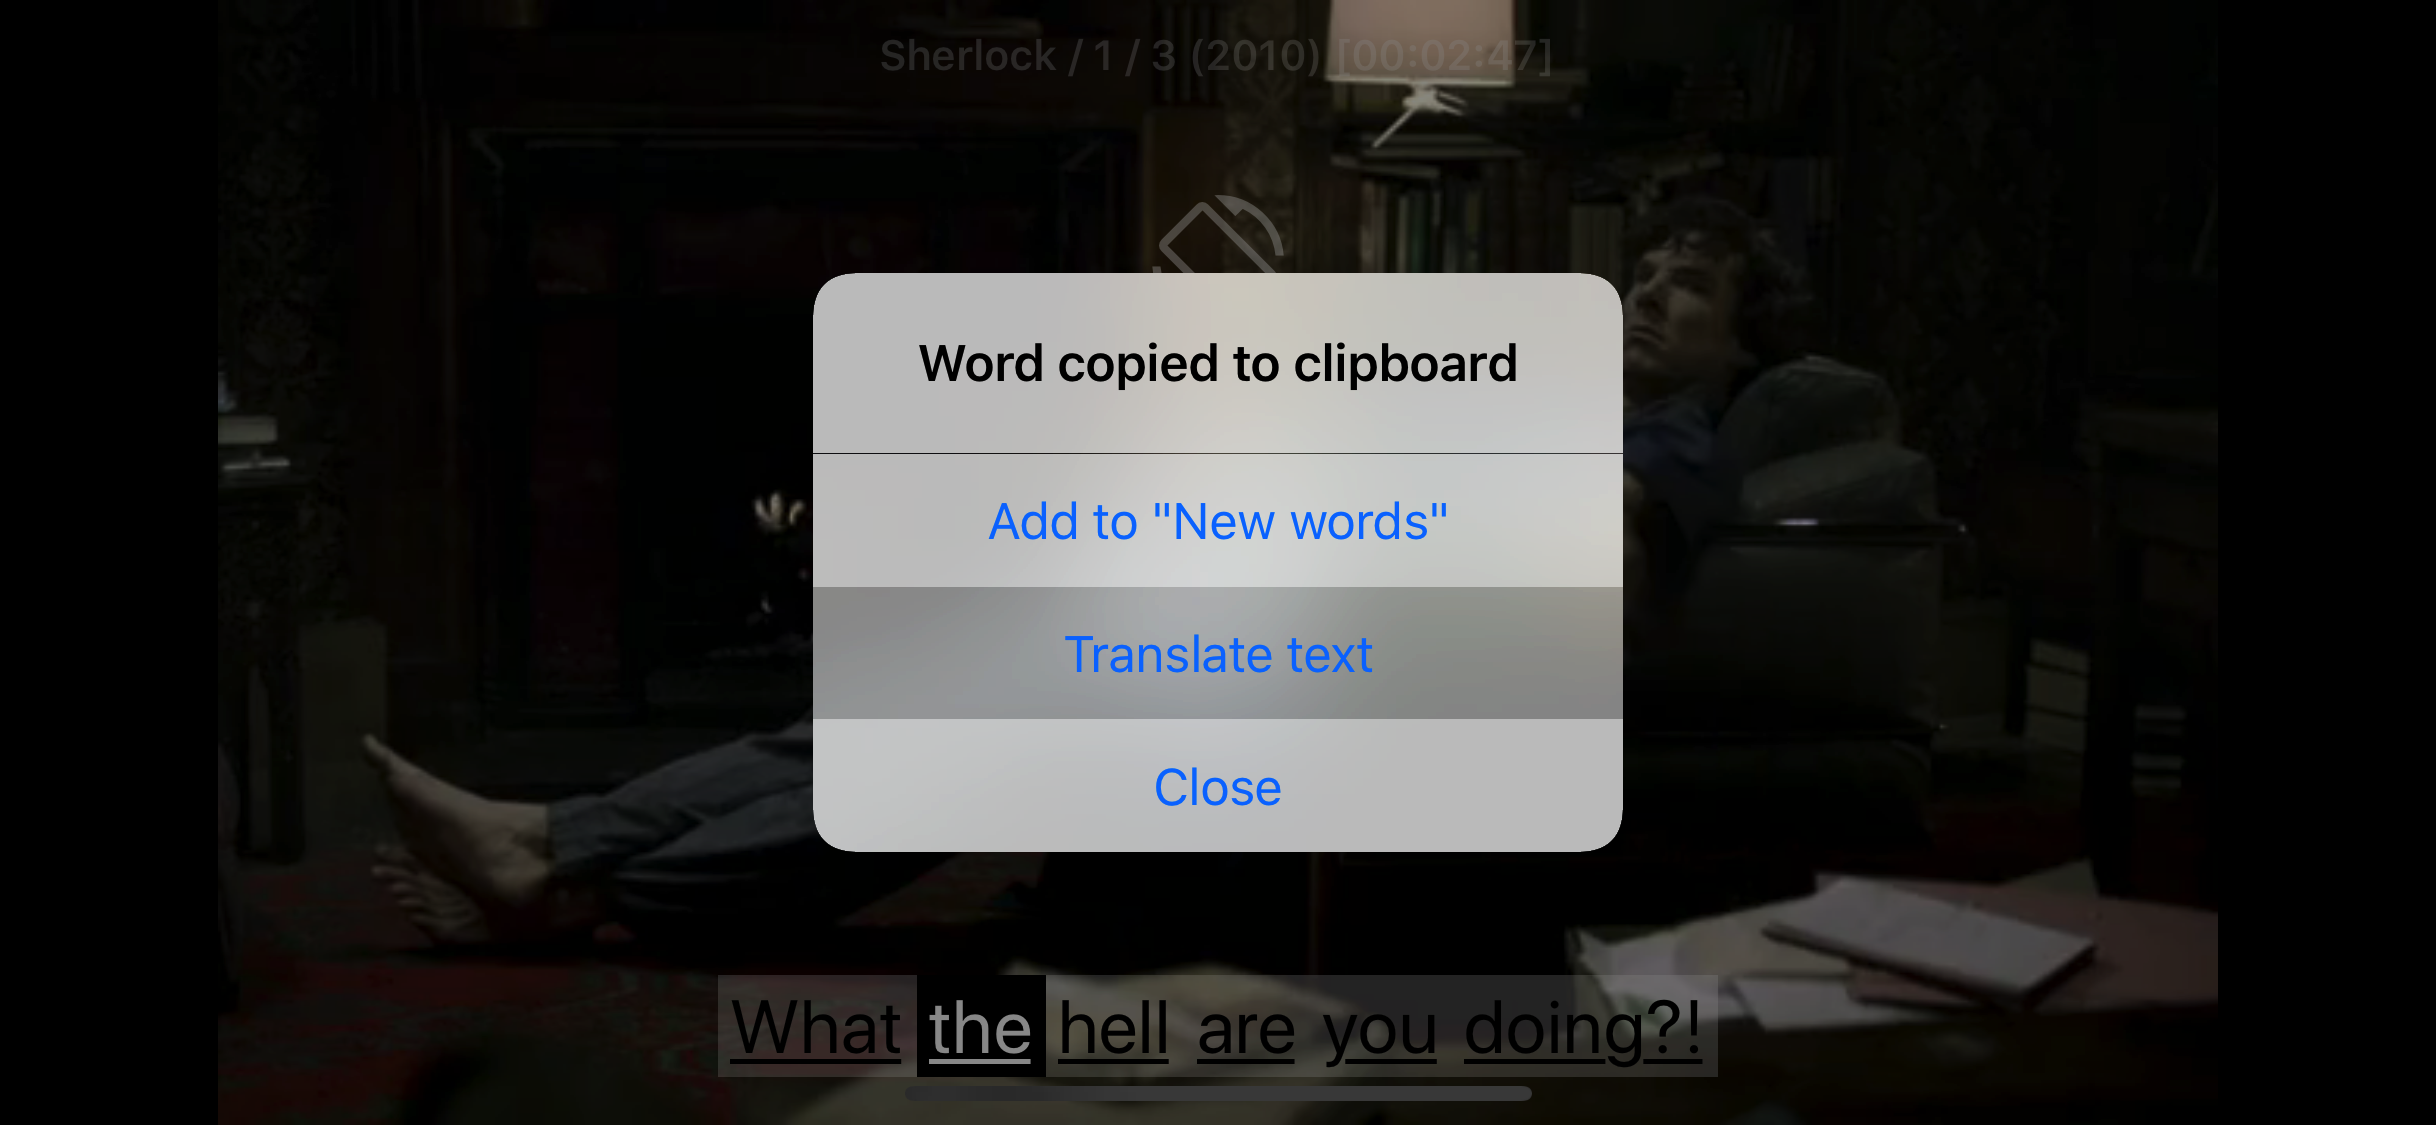 Sherlock / 1 / 3 (2010) [00:02:47]
Word copied to clipboard
Add to "New words"
Translate text
Close
What the hell are you doing?!